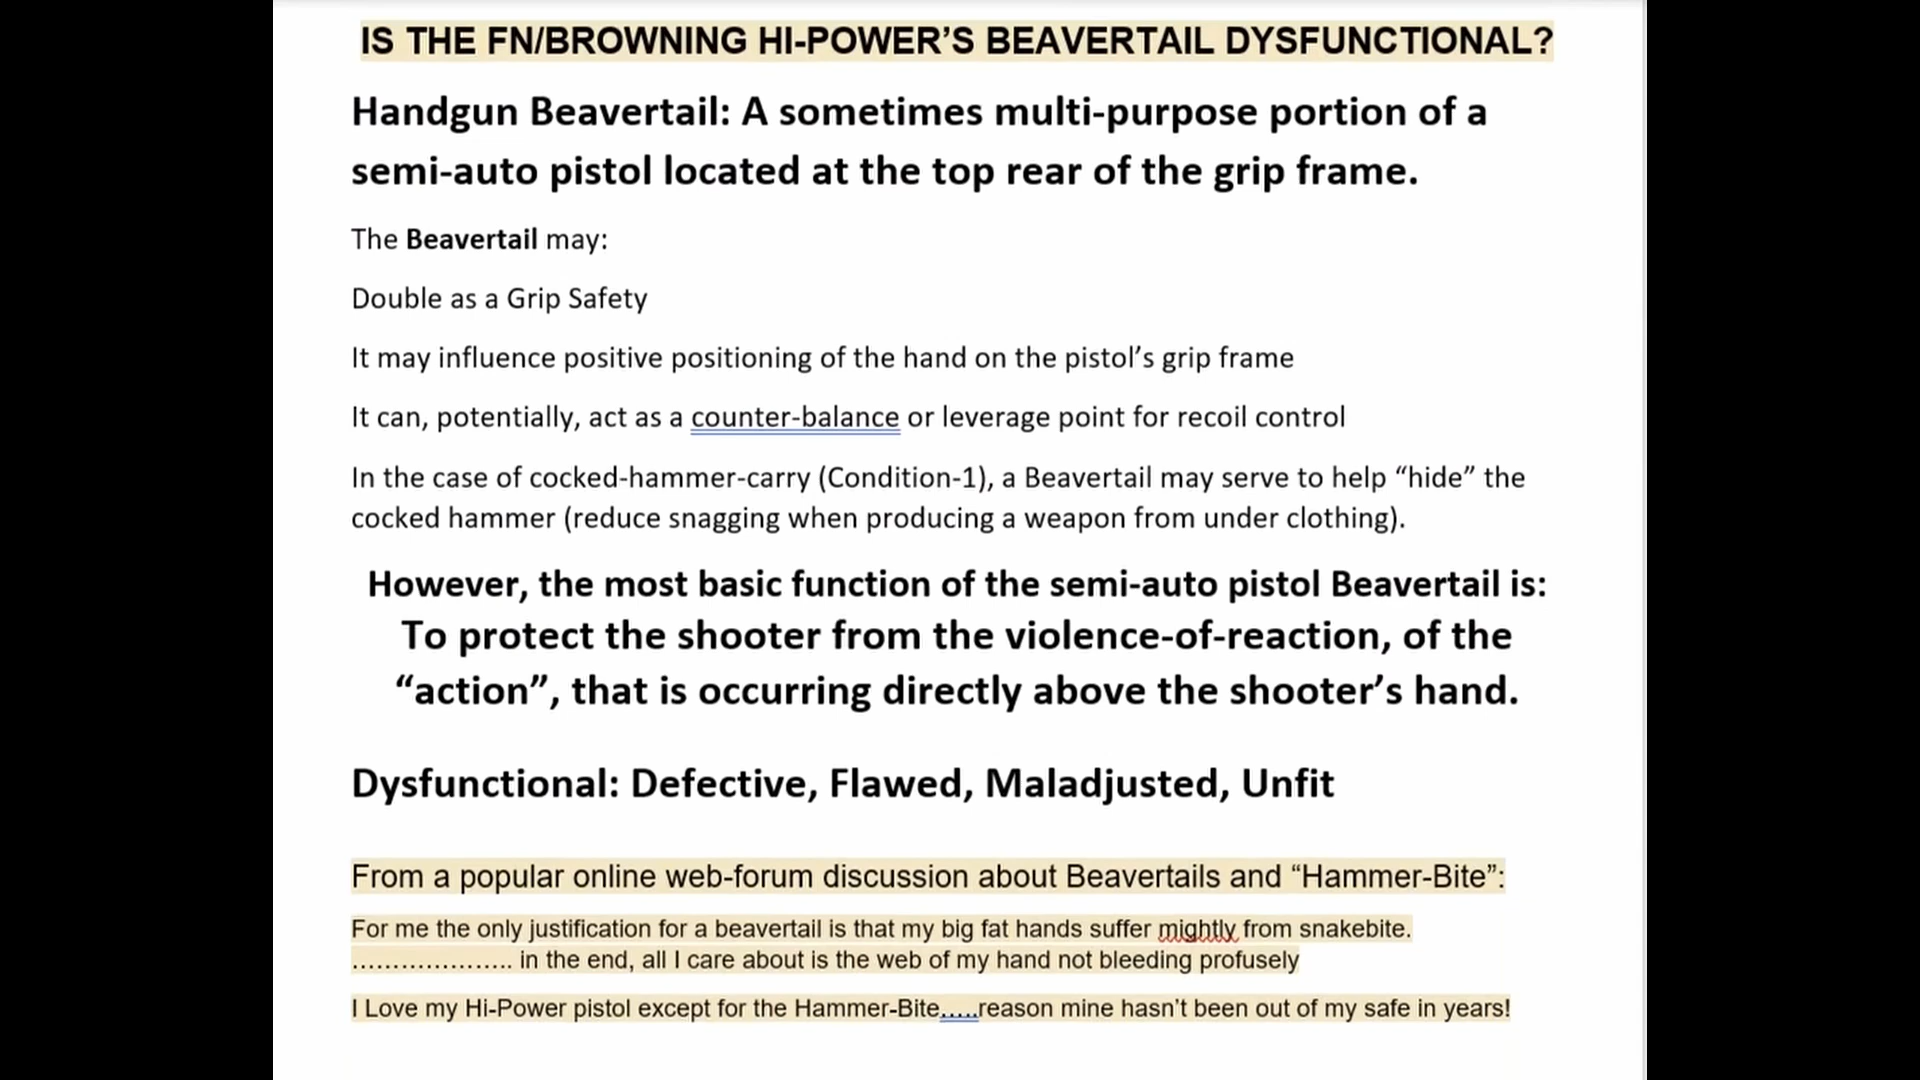 IS THE FN/BROWNING HI-POWER’S BEAVERTAIL DYSFUNCTIONAL?
Handgun Beavertail: A sometimes multi-purpose portion of a
semi-auto pistol located at the top rear of the grip frame.
The Beavertail may:
Double as a Grip Safety
It may influence positive positioning of the hand on the pistol’s grip frame
It can, potentially, act as a counter-balance or leverage point for recoil control
In the case of cocked-hammer-carry (Condition-1), a Beavertail may serve to help “hide” the
cocked hammer (reduce snagging when producing a weapon from under clothing).
However, the most basic function of the semi-auto pistol Beavertail is:
To protect the shooter from the violence-of-reaction, of the
“action”, that is occurring directly above the shooter’s hand.
Dysfunctional: Defective, Flawed, Maladjusted, Unfit
From a popular online web-forum discussion about Beavertails and “Hammer-Bite”:
For me the only justification for a beavertail is that my big fat hands suffer mightly from snakebite.
.................... in the end, all I care about is the web of my hand not bleeding profusely
I Love my Hi-Power pistol except for the Hammer-Bite.....reason mine hasn’t been out of my safe in years!